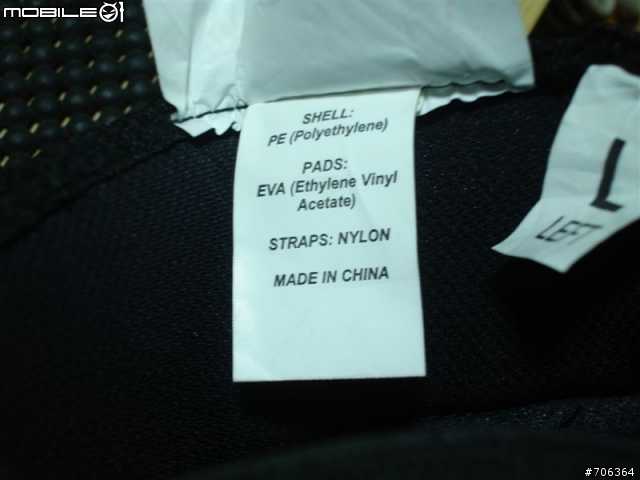 MOBILE01
SHELL:
PE (Polyethylene)
PADS:
EVA (Ethylene Vinyl
Acetate)
STRAPS: NYLON
MADE IN CHINA
L
LEFT
#706364